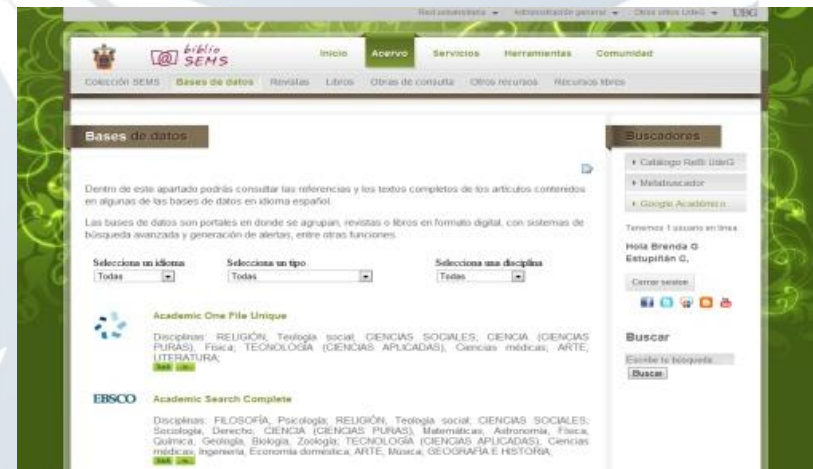 Red universitaria Administración general Otros sitios UdeG UDG
biblio
SEMS
Inicio Acervo Servicios Herramientas Comunidad
Colección SEMS Bases de datos Revistas Libros Obras de consulta Otros recursos Recursos libres
Bases de datos
Dentro de este apartado podrás consultar las referencias y los textos completos de los artículos contenidos
en algunas de las bases de datos en idioma español.
Las bases de datos son portales en donde se agrupan, revistas o libros en formato digital, con sistemas de
búsqueda avanzada y generación de alertas, entre otras funciones.
Selecciona un idioma Selecciona un tipo Selecciona una disciplina
Todas Todas Todas
Academic One File Unique
Disciplinas: RELIGIÓN, Teología social; CIENCIAS SOCIALES; CIENCIA (CIENCIAS
PURAS), Física; TECNOLOGÍA (CIENCIAS APLICADAS), Ciencias médicas; ARTE;
LITERATURA;
EBSCO Academic Search Complete
Disciplinas: FILOSOFÍA, Psicología; RELIGIÓN, Teología social; CIENCIAS SOCIALES;
Sociología, Derecho; CIENCIA (CIENCIAS PURAS), Matemáticas, Astronomía, Física,
Química, Geología, Biología, Zoología; TECNOLOGÍA (CIENCIAS APLICADAS), Ciencias
médicas, Ingeniería, Economía doméstica; ARTE, Música; GEOGRAFÍA E HISTORIA;
Buscadores
Catálogo ReBi UdeG
Metabuscador
Google Académico
Tenemos 1 usuario en línea
Hola Brenda G
Estupiñán C,
Cerrar sesión
Buscar
Escribe tu búsqueda
Buscar